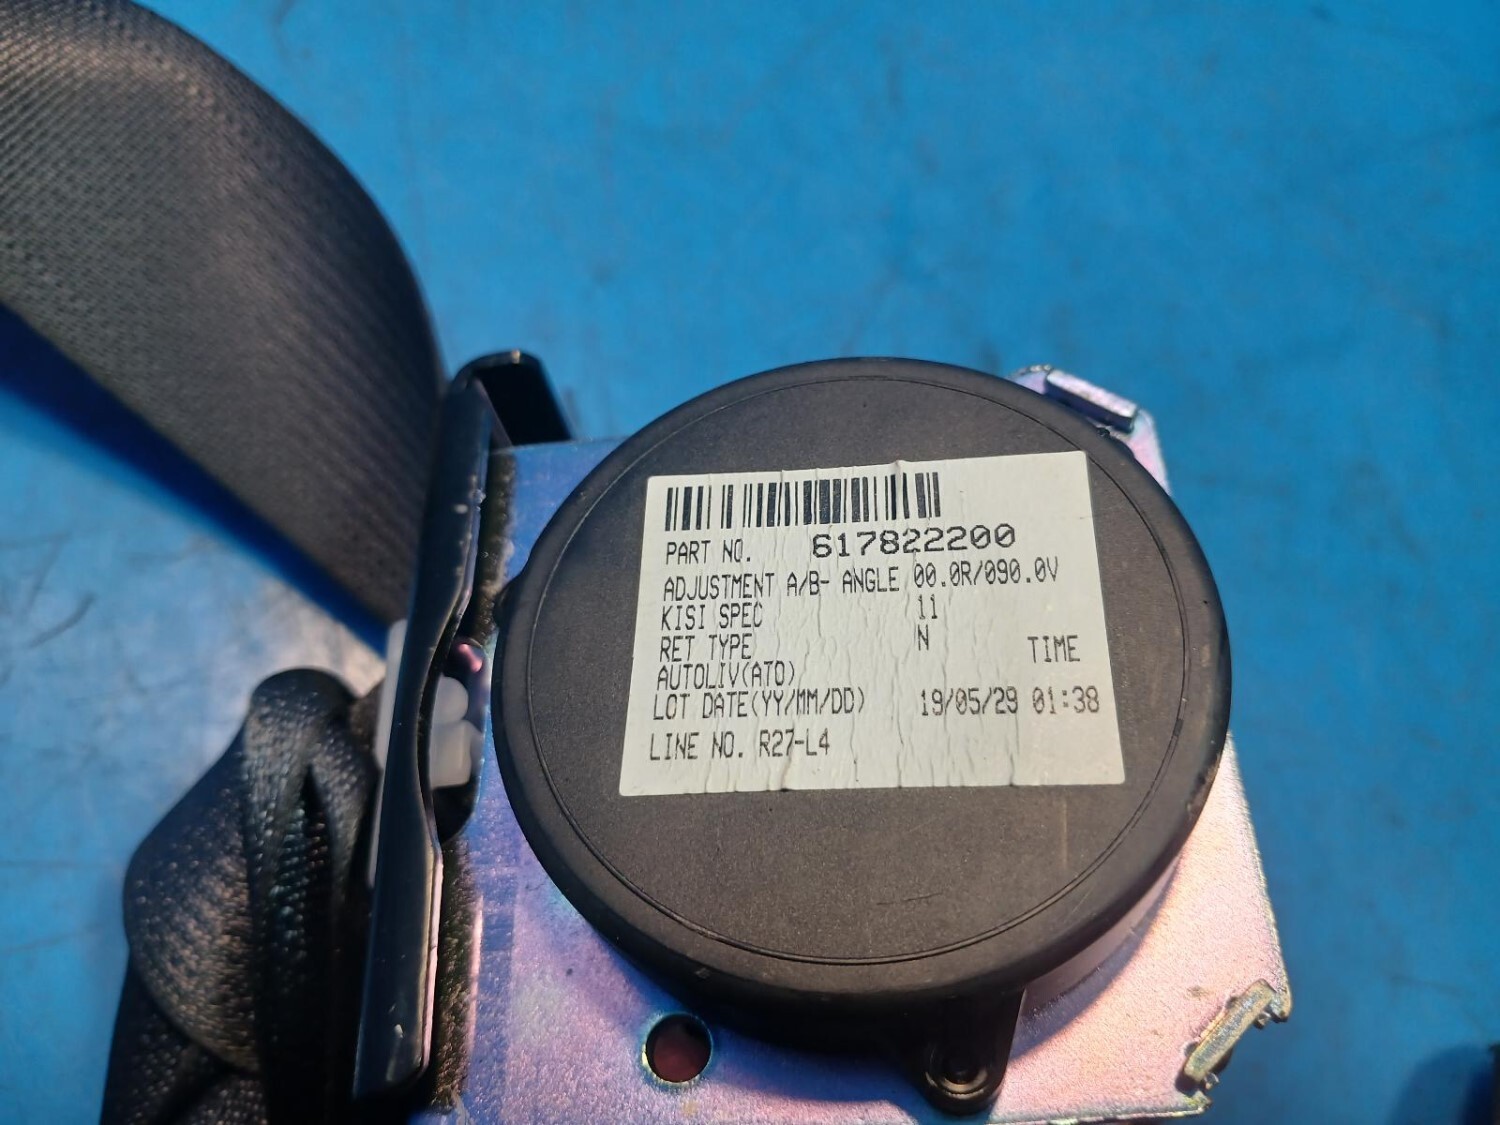 PART NO. 617822200
ADJUSTMENT A/B- ANGLE 00.0R/090.0V
KISI SPEC 11
RET TYPE N TIME
AUTOLIV(ATO)
LOT DATE(YY/MM/DD) 19/05/29 01:38
LINE NO. R27-L4